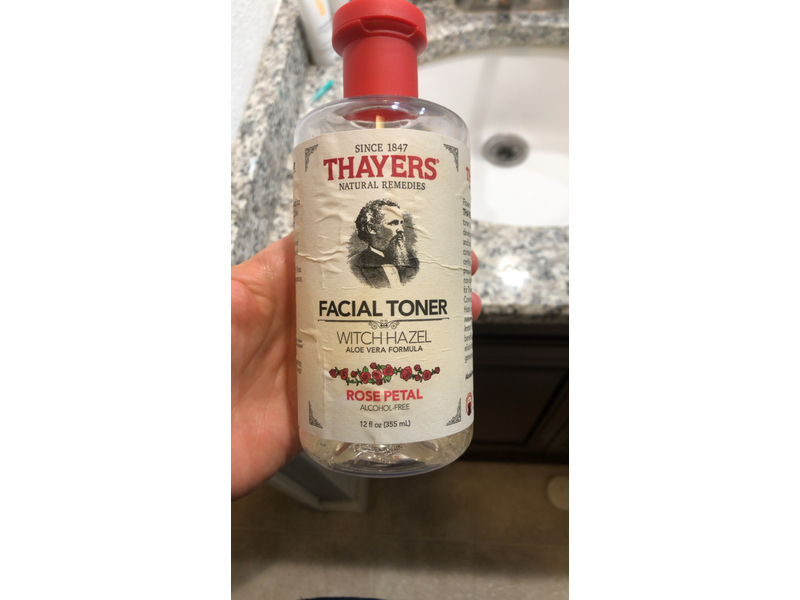 SINCE 1847
THAYERS®
NATURAL REMEDIES
FACIAL TONER
WITCH HAZEL
ALOE VERA FORMULA
ROSE PETAL
ALCOHOL-FREE
12 fl oz (355 mL)